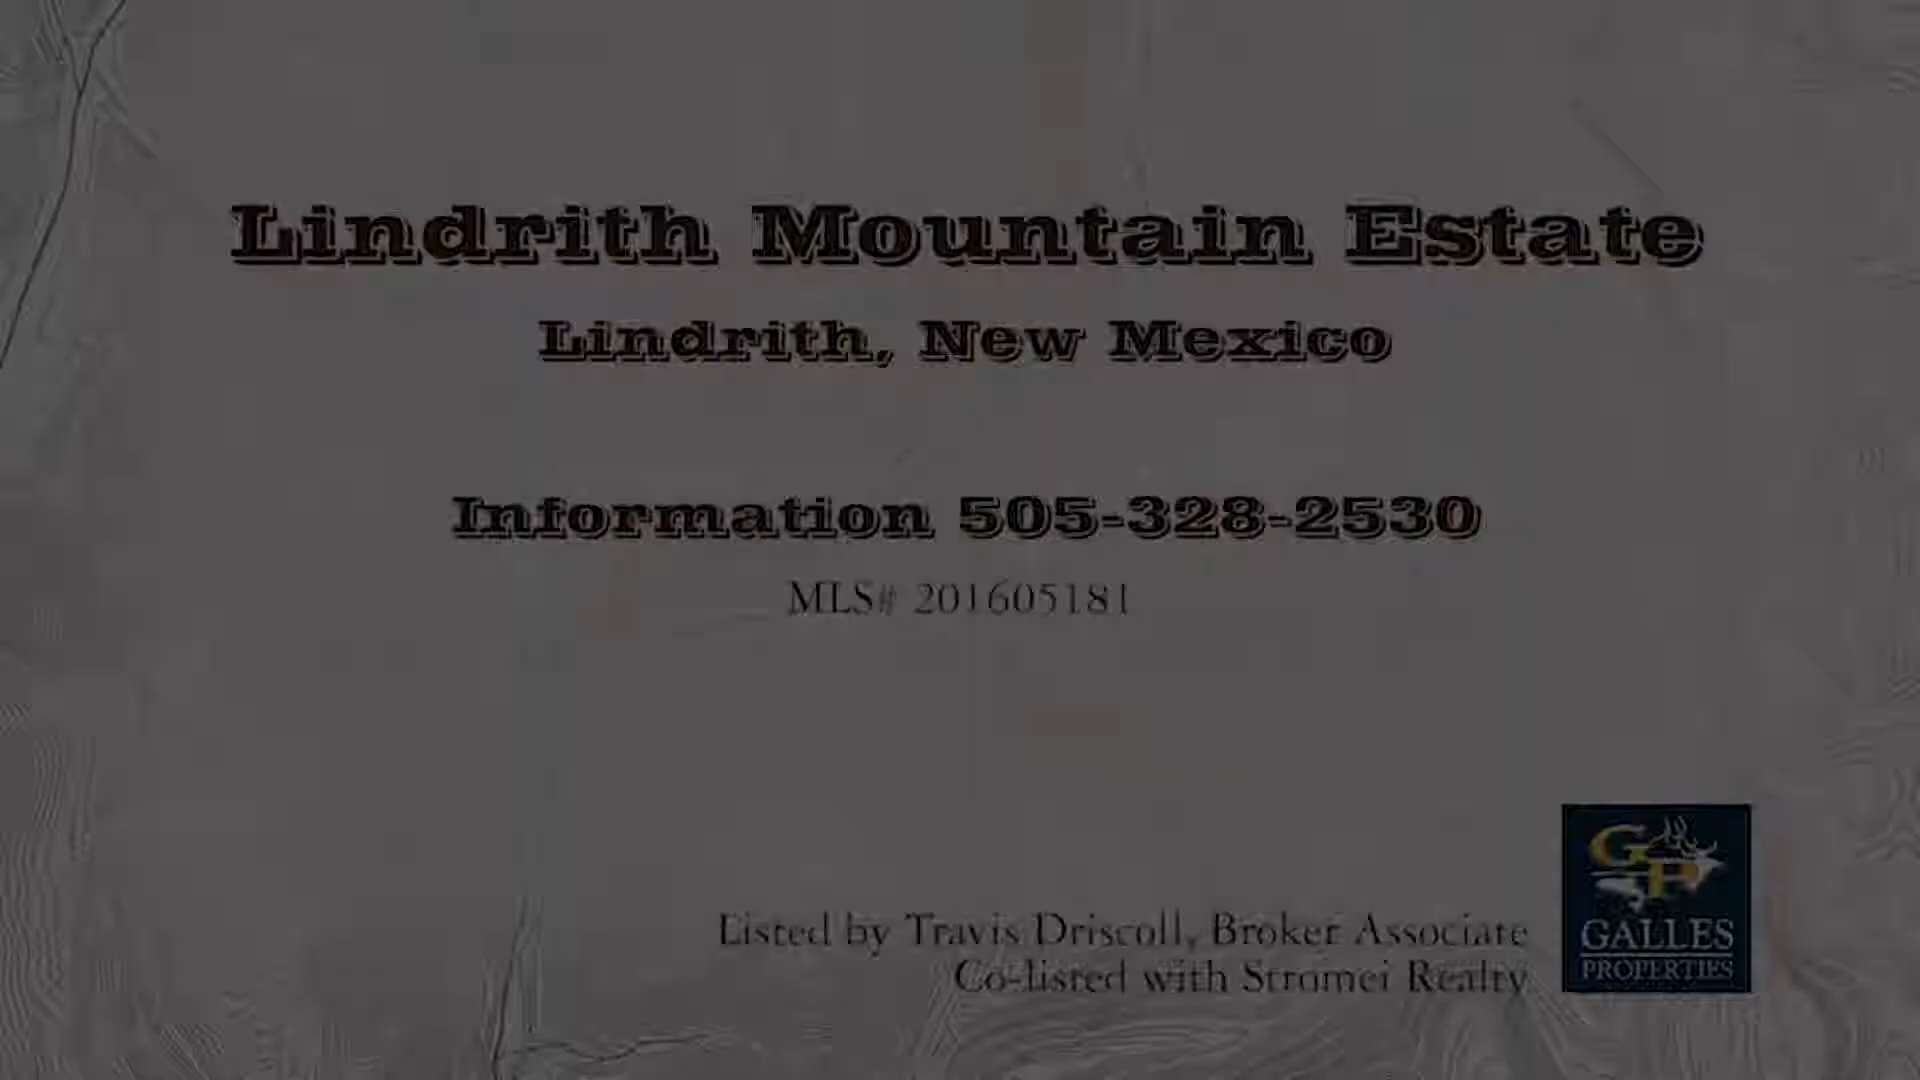 Lindrith Mountain Estate
Lindrith, New Mexico
Information 505-328-2530
MLS# 201605181
Listed by Travis Driscoll, Broker Associate
Co-listed with Stromei Realty
GP
GALLES
PROPERTIES